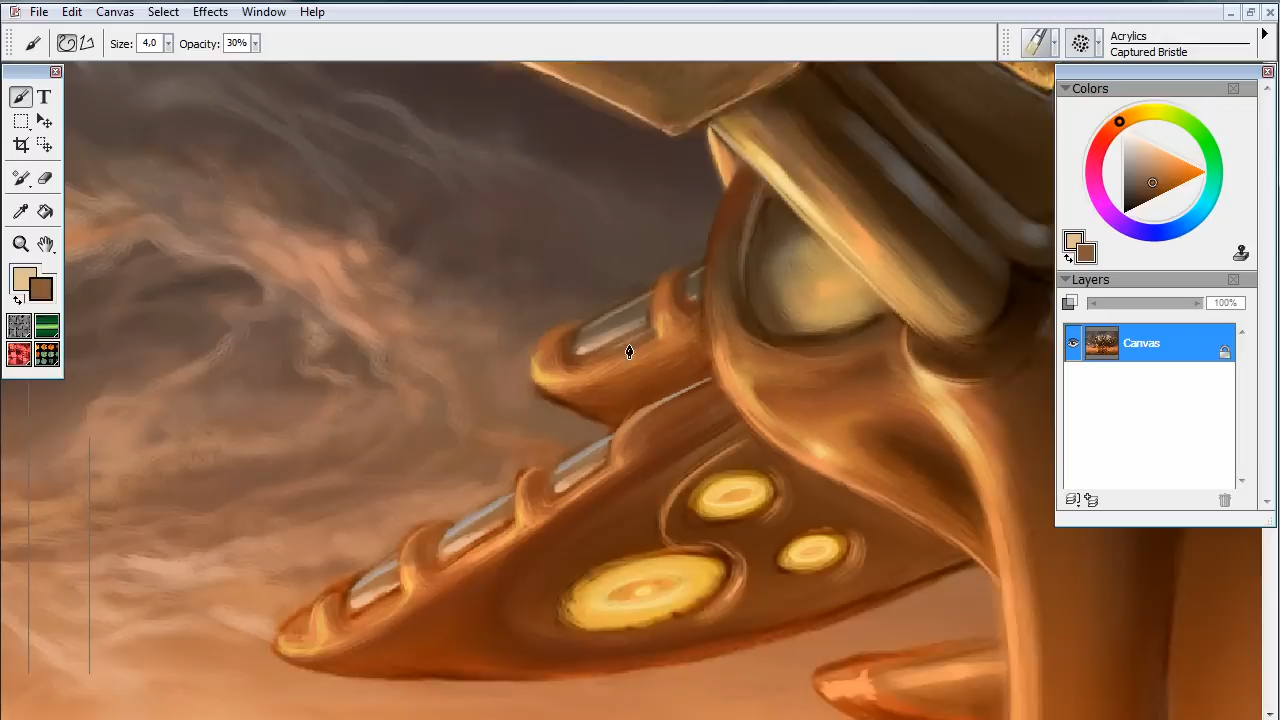 File Edit Canvas Select Effects Window Help
Size: 4,0 Opacity: 30%
Acrylics
Captured Bristle
T
Colors
Layers
100%
Canvas